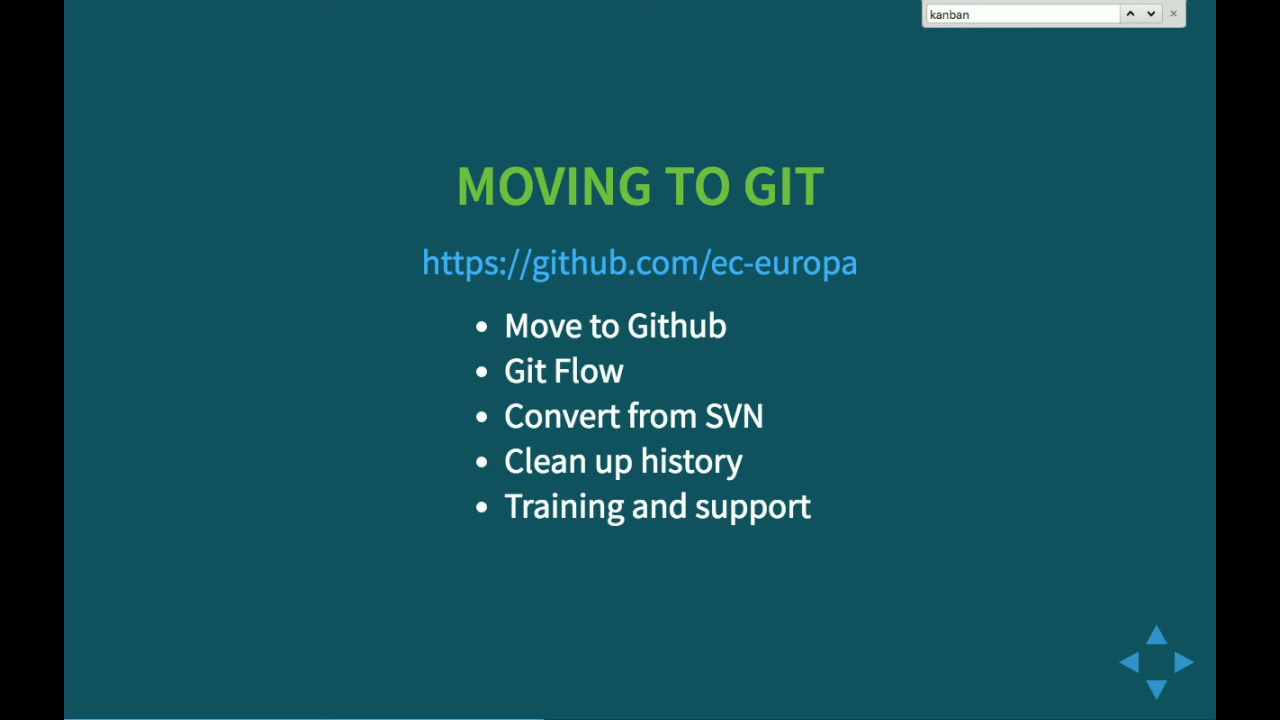 kanban
MOVING TO GIT
https://github.com/ec-europa
• Move to Github
• Git Flow
• Convert from SVN
• Clean up history
• Training and support